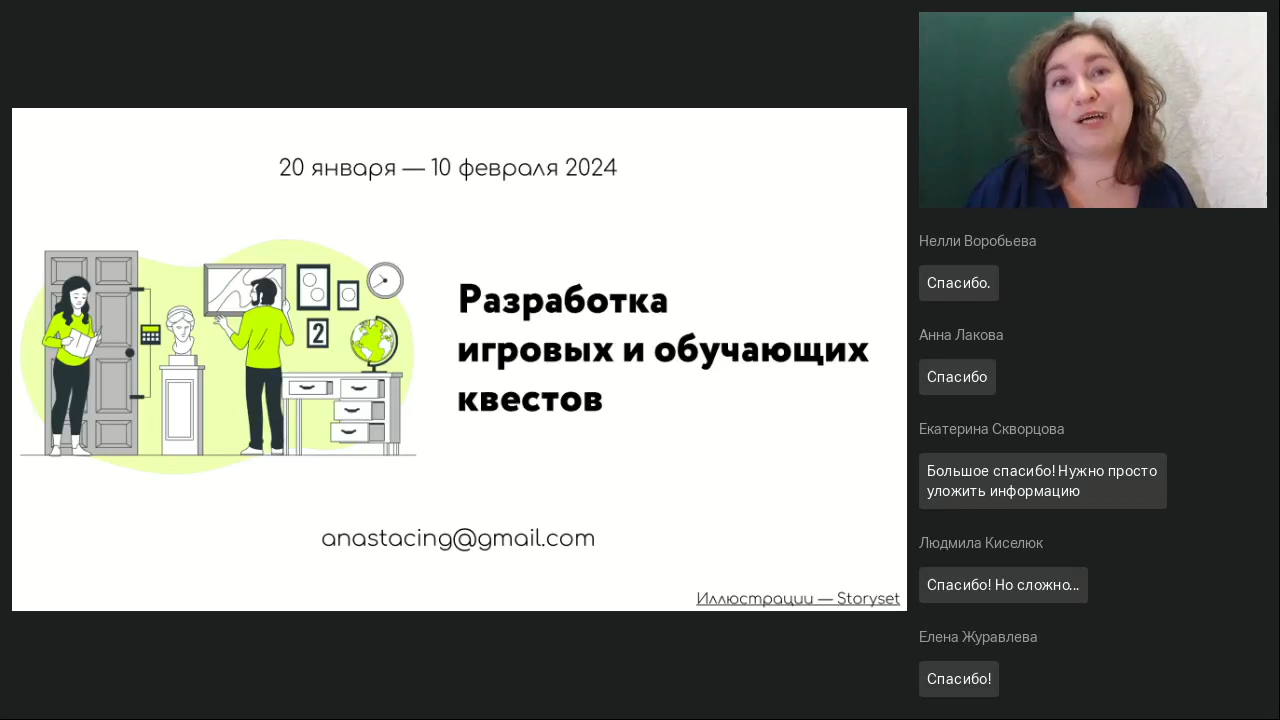 20 января — 10 февраля 2024
2
Разработка
игровых и обучающих
квестов
anastacing@gmail.com
Иллюстрации — Storyset
Нелли Воробьева
Спасибо.
Анна Лакова
Спасибо
Екатерина Скворцова
Большое спасибо! Нужно просто
уложить информацию
Людмила Киселюк
Спасибо! Но сложно...
Елена Журавлева
Спасибо!